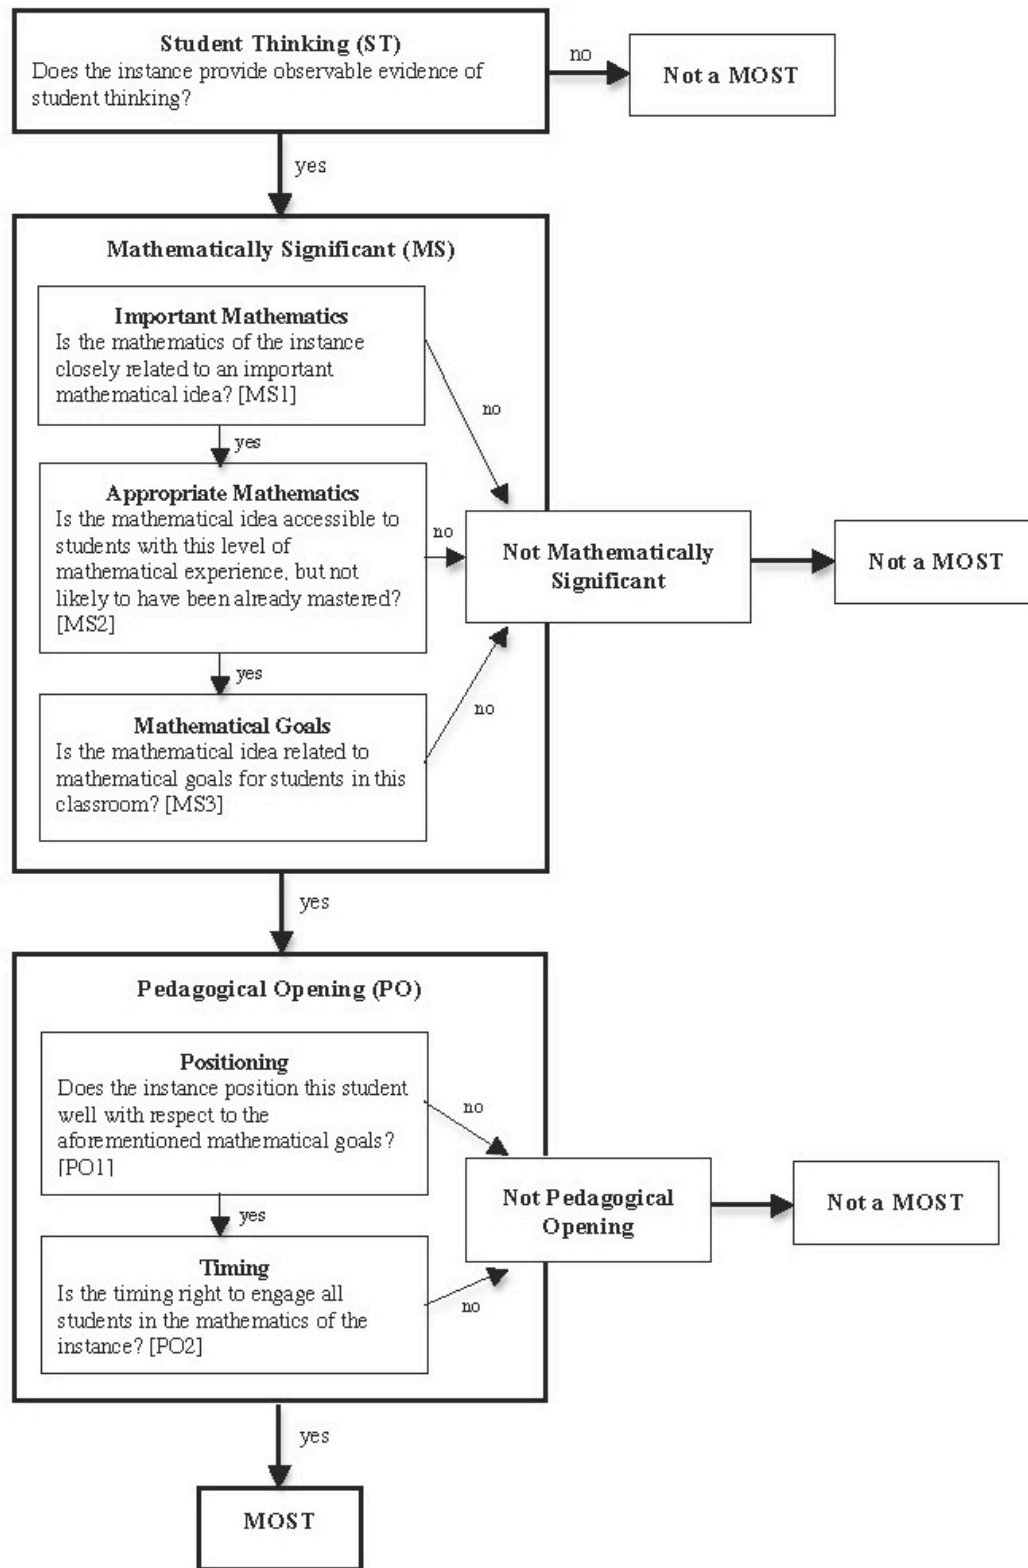 Student Thinking (ST)
Does the instance provide observable evidence of
student thinking?
no
Not a MOST
yes
Mathematically Significant (MS)
Important Mathematics
Is the mathematics of the instance
closely related to an important
mathematical idea? [MS1]
no
yes
Appropriate Mathematics
Is the mathematical idea accessible to
students with this level of
mathematical experience, but not
likely to have been already mastered?
[MS2]
no
Not Mathematically
Significant
Not a MOST
yes
Mathematical Goals
Is the mathematical idea related to
mathematical goals for students in this
classroom? [MS3]
no
yes
Pedagogical Opening (PO)
Positioning
Does the instance position this student
well with respect to the
aforementioned mathematical goals?
[PO1]
no
Not Pedagogical
Opening
Not a MOST
yes
Timing
Is the timing right to engage all
students in the mathematics of the
instance? [PO2]
no
yes
MOST